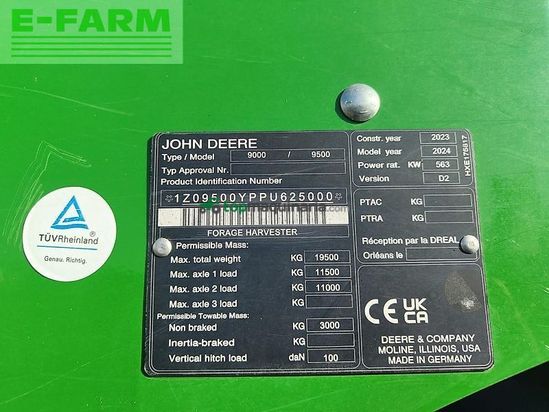 E-FARM
JOHN DEERE
Type / Model 9000 / 9500
Typ Approval Nr.
Product Identification Number
*1Z09500YPPU625000*
FORAGE HARVESTER
Permissible Mass:
Max. total weight KG 19500
Max. axle 1 load KG 11500
Max. axle 2 load KG 11000
Max. axle 3 load KG
Permissible Towable Mass:
Non braked KG 3000
Inertia-braked KG
Vertical hitch load daN 100
Constr. year 2023
Model year 2024
Power rat. KW 563
Version D2
PTAC KG
PTRA KG
Réception par la DREAL
Orléans le
CE UK
CA
DEERE & COMPANY
MOLINE, ILLINOIS, USA
MADE IN GERMANY
HXE175817
TÜVRheinland
Genau. Richtig.